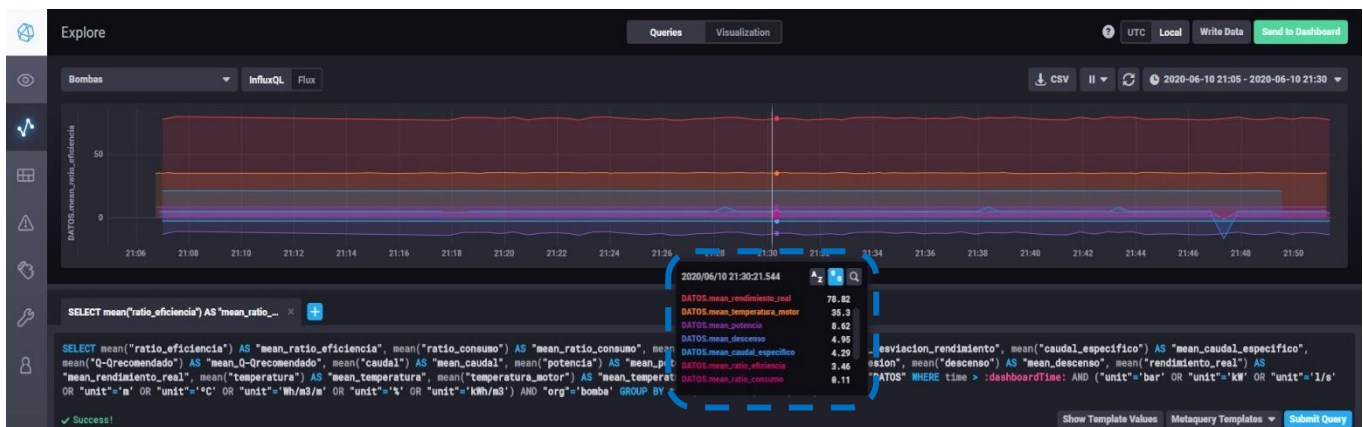 Explore
Queries Visualization
UTC Local Write Data Send to Dashboard
Bombas InfluxQL Flux
CSV 2020-06-10 21:05 - 2020-06-10 21:30
DATOS.mean_ratio_eficiencia
50
0
21:06 21:08 21:10 21:12 21:14 21:16 21:18 21:20 21:22 21:24 21:26 21:28 21:30 21:32 21:34 21:36 21:38 21:40 21:42 21:44 21:46 21:48 21:50
2020/06/10 21:30:21.544
DATOS.mean_rendimiento_real 78.82
DATOS.mean_temperatura_motor 35.3
DATOS.mean_potencia 8.62
DATOS.mean_descenso 4.95
DATOS.mean_caudal_especifico 4.29
DATOS.mean_ratio_eficiencia 3.46
DATOS.mean_ratio_consumo 0.11
SELECT mean("ratio_eficiencia") AS "mean_ratio_... ×
SELECT mean("ratio_eficiencia") AS "mean_ratio_eficiencia", mean("ratio_consumo") AS "mean_ratio_consumo", mean esviacion_rendimiento", mean("caudal_especifico") AS "mean_caudal_especifico",
mean("Q-Qrecomendado") AS "mean_Q-Qrecomendado", mean("caudal") AS "mean_caudal", mean("potencia") AS "mean_po esion", mean("descenso") AS "mean_descenso", mean("rendimiento_real") AS
"mean_rendimiento_real", mean("temperatura") AS "mean_temperatura", mean("temperatura_motor") AS "mean_temperat "DATOS" WHERE time > :dashboardTime: AND ("unit"='bar' OR "unit"='kW' OR "unit"='l/s'
OR "unit"='m' OR "unit"='ºC' OR "unit"='Wh/m3/m' OR "unit"='%' OR "unit"='kWh/m3') AND "org"='bomba' GROUP BY
Success!
Show Template Values Metaquery Templates Submit Query